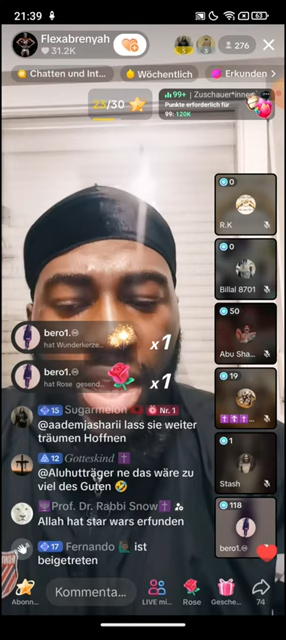 21:39
63
Flexabrenyah
31.2K
276
Chatten und Int...
Wöchentlich
Erkunden
23/30
99+ | Zuschauer*innen
Punkte erforderlich für
99: 120K
0
R.K
0
Billal 8701
50
Abu Sha...
19
1
Stash
118
bero1.
bero1.
hat Wunderkerze...
x1
bero1.
hat Rose gesend...
x1
15 Sugarmelon Nr. 1
@aademjasharii lass sie weiter
träumen Hoffnen
12 Gotteskind
@Aluhutträger ne das wäre zu
viel des Guten 🤣
Prof. Dr. Rabbi Snow
Allah hat star wars erfunden
17 Fernando ist
beigetreten
Abonn...
Kommenta...
LIVE mi...
Rose
Gesche...
74